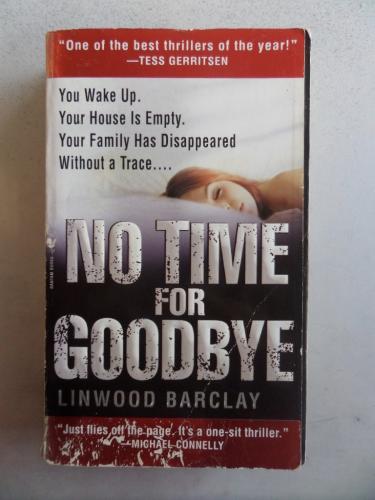 "One of the best thrillers of the year!"
—TESS GERRITSEN
You Wake Up.
Your House Is Empty.
Your Family Has Disappeared
Without a Trace....
NO TIME
FOR
GOODBYE
LINWOOD BARCLAY
"Just flies off the page. It's a one-sit thriller."
—MICHAEL CONNELLY